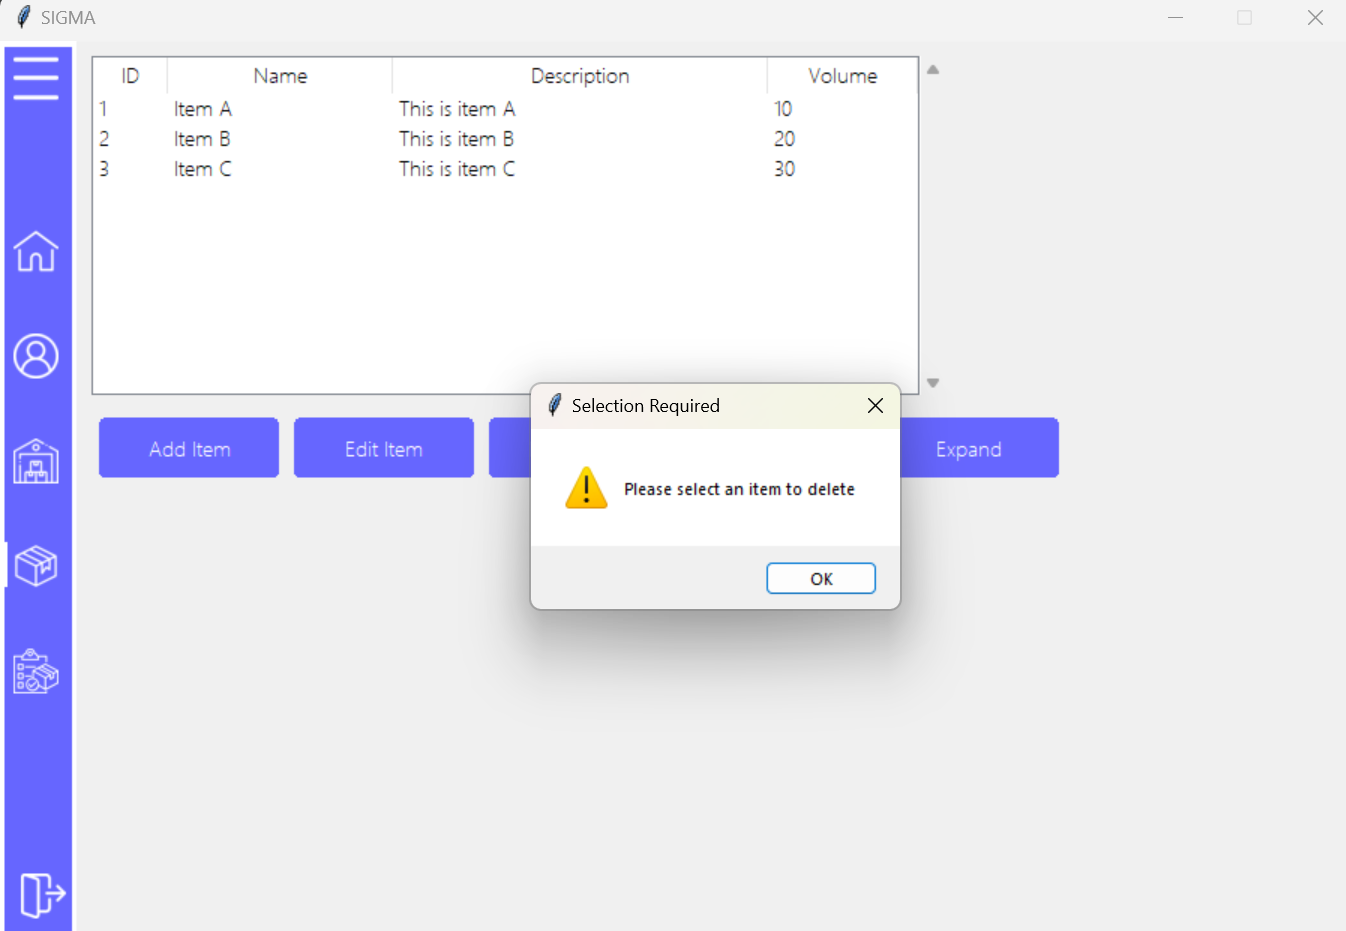 SIGMA
ID Name Description Volume
1 Item A This is item A 10
2 Item B This is item B 20
3 Item C This is item C 30
Selection Required
Add Item Edit Item Expand
Please select an item to delete
OK